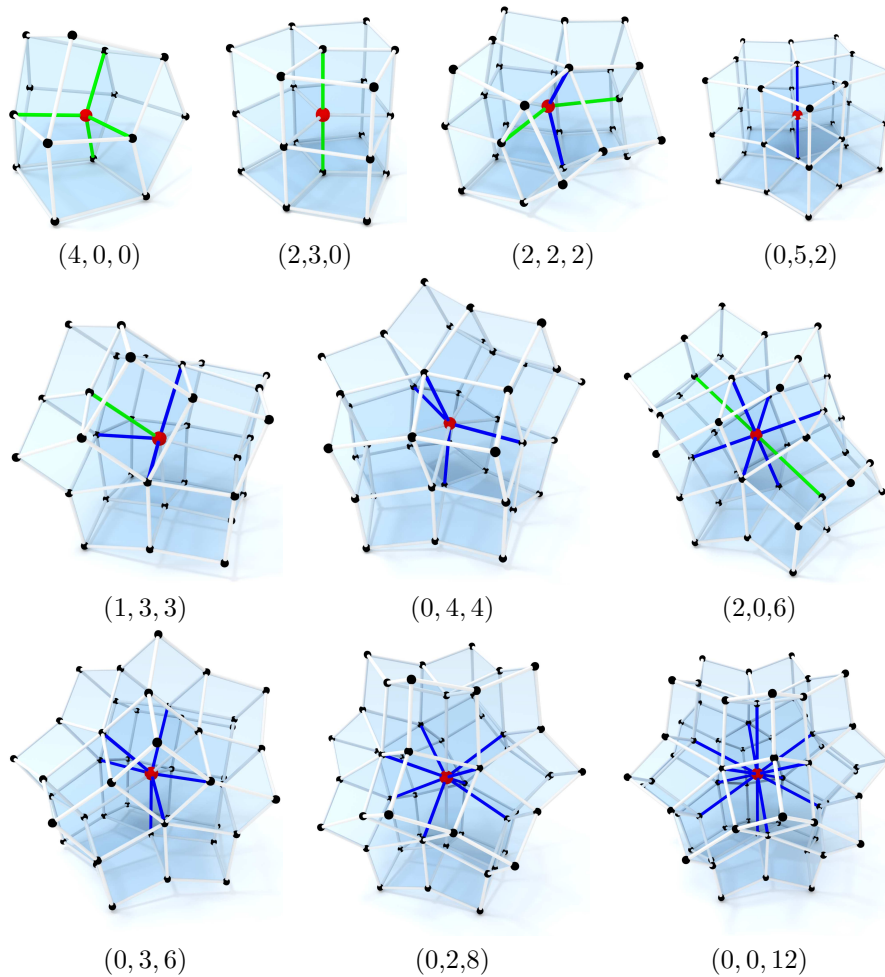 (4, 0, 0) (2,3,0) (2, 2, 2) (0,5,2)
(1, 3, 3) (0, 4, 4) (2,0,6)
(0, 3, 6) (0,2,8) (0, 0, 12)